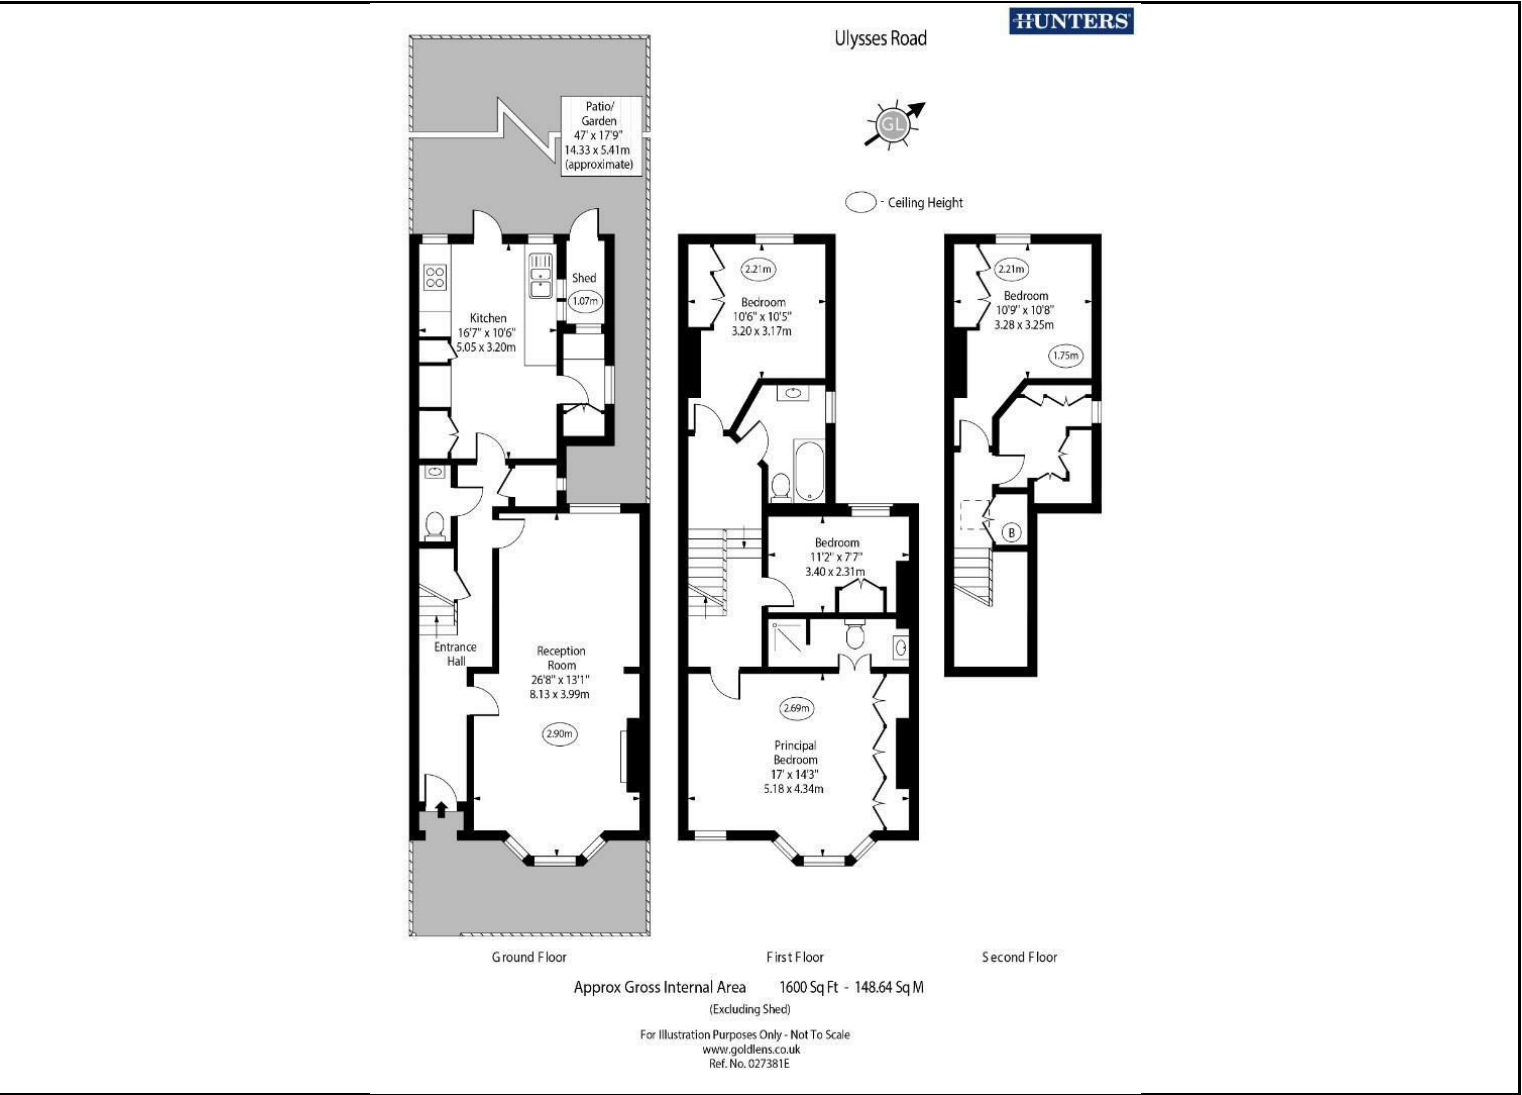 HUNTERS
Ulysses Road
GL
- Ceiling Height
Patio/
Garden
47' x 17'9"
14.33 x 5.41m
(approximate)
Shed
1.07m
Kitchen
16'7" x 10'6"
5.05 x 3.20m
Entrance
Hall
Reception
Room
26'8" x 13'1"
8.13 x 3.99m
2.90m
Ground Floor
2.21m
Bedroom
10'6" x 10'5"
3.20 x 3.17m
Bedroom
11'2" x 7'7"
3.40 x 2.31m
2.69m
Principal
Bedroom
17' x 14'3"
5.18 x 4.34m
First Floor
2.21m
Bedroom
10'9" x 10'8"
3.28 x 3.25m
1.75m
B
Second Floor
Approx Gross Internal Area 1600 Sq Ft - 148.64 Sq M
(Excluding Shed)
For Illustration Purposes Only - Not To Scale
www.goldlens.co.uk
Ref. No. 027381E